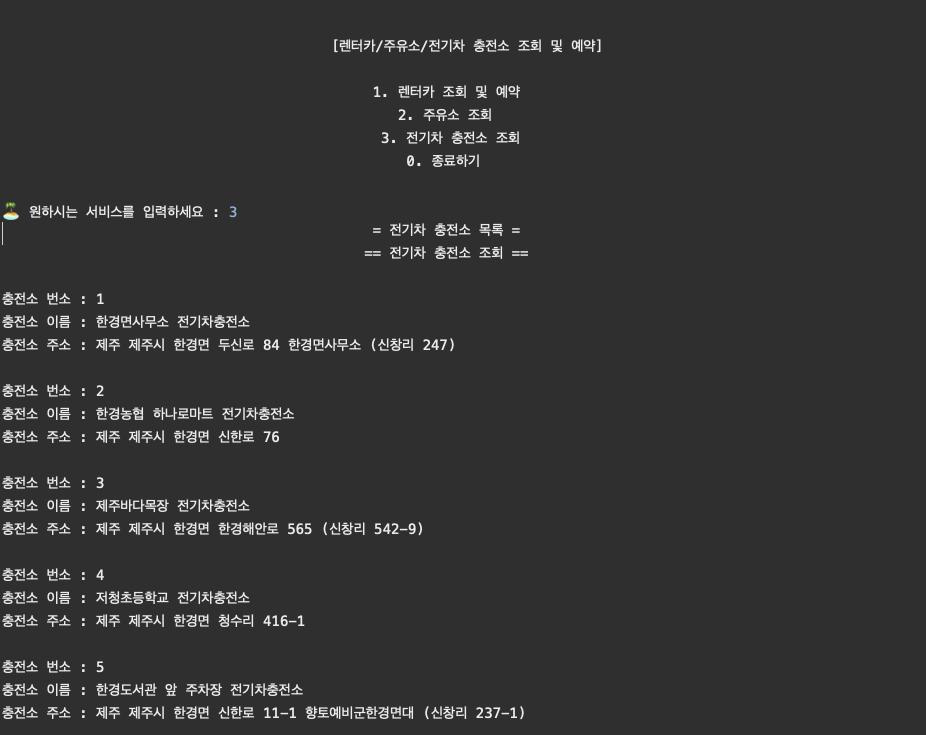 [렌터카/주유소/전기차 충전소 조회 및 예약]
1. 렌터카 조회 및 예약
2. 주유소 조회
3. 전기차 충전소 조회
0. 종료하기
🏝️ 원하시는 서비스를 입력하세요 : 3
= 전기차 충전소 목록 =
== 전기차 충전소 조회 ==
충전소 번소 : 1
충전소 이름 : 한경면사무소 전기차충전소
충전소 주소 : 제주 제주시 한경면 두신로 84 한경면사무소 (신창리 247)
충전소 번소 : 2
충전소 이름 : 한경농협 하나로마트 전기차충전소
충전소 주소 : 제주 제주시 한경면 신한로 76
충전소 번소 : 3
충전소 이름 : 제주바다목장 전기차충전소
충전소 주소 : 제주 제주시 한경면 한경해안로 565 (신창리 542-9)
충전소 번소 : 4
충전소 이름 : 저청초등학교 전기차충전소
충전소 주소 : 제주 제주시 한경면 청수리 416-1
충전소 번소 : 5
충전소 이름 : 한경도서관 앞 주차장 전기차충전소
충전소 주소 : 제주 제주시 한경면 신한로 11-1 향토예비군한경면대 (신창리 237-1)